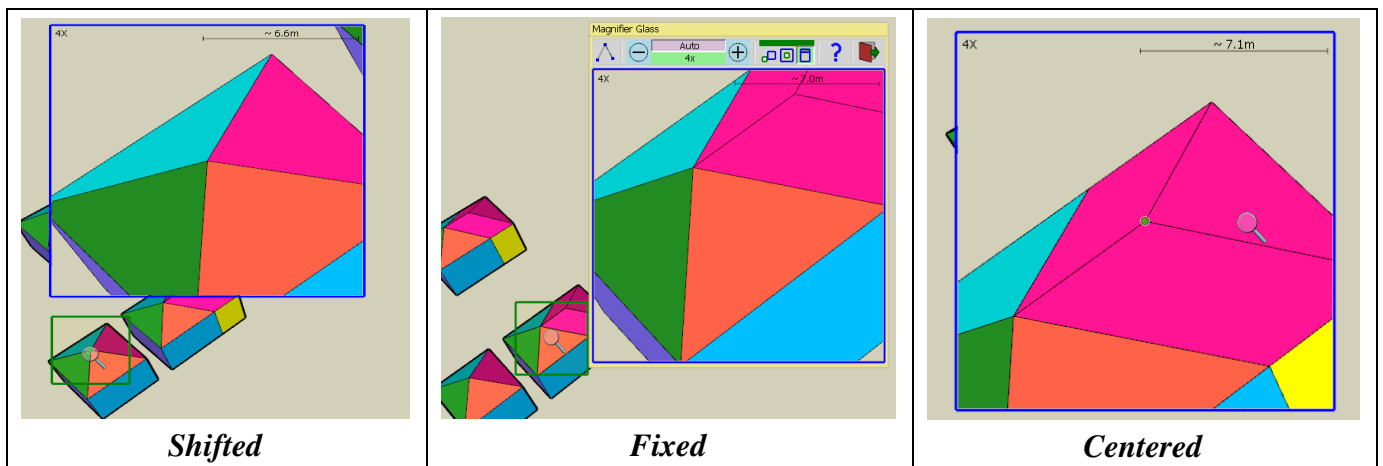 4X
~ 6.6m
Shifted
Magnifier Glass
Auto
4x
?
4X
~ 7.0m
Fixed
4X
~ 7.1m
Centered